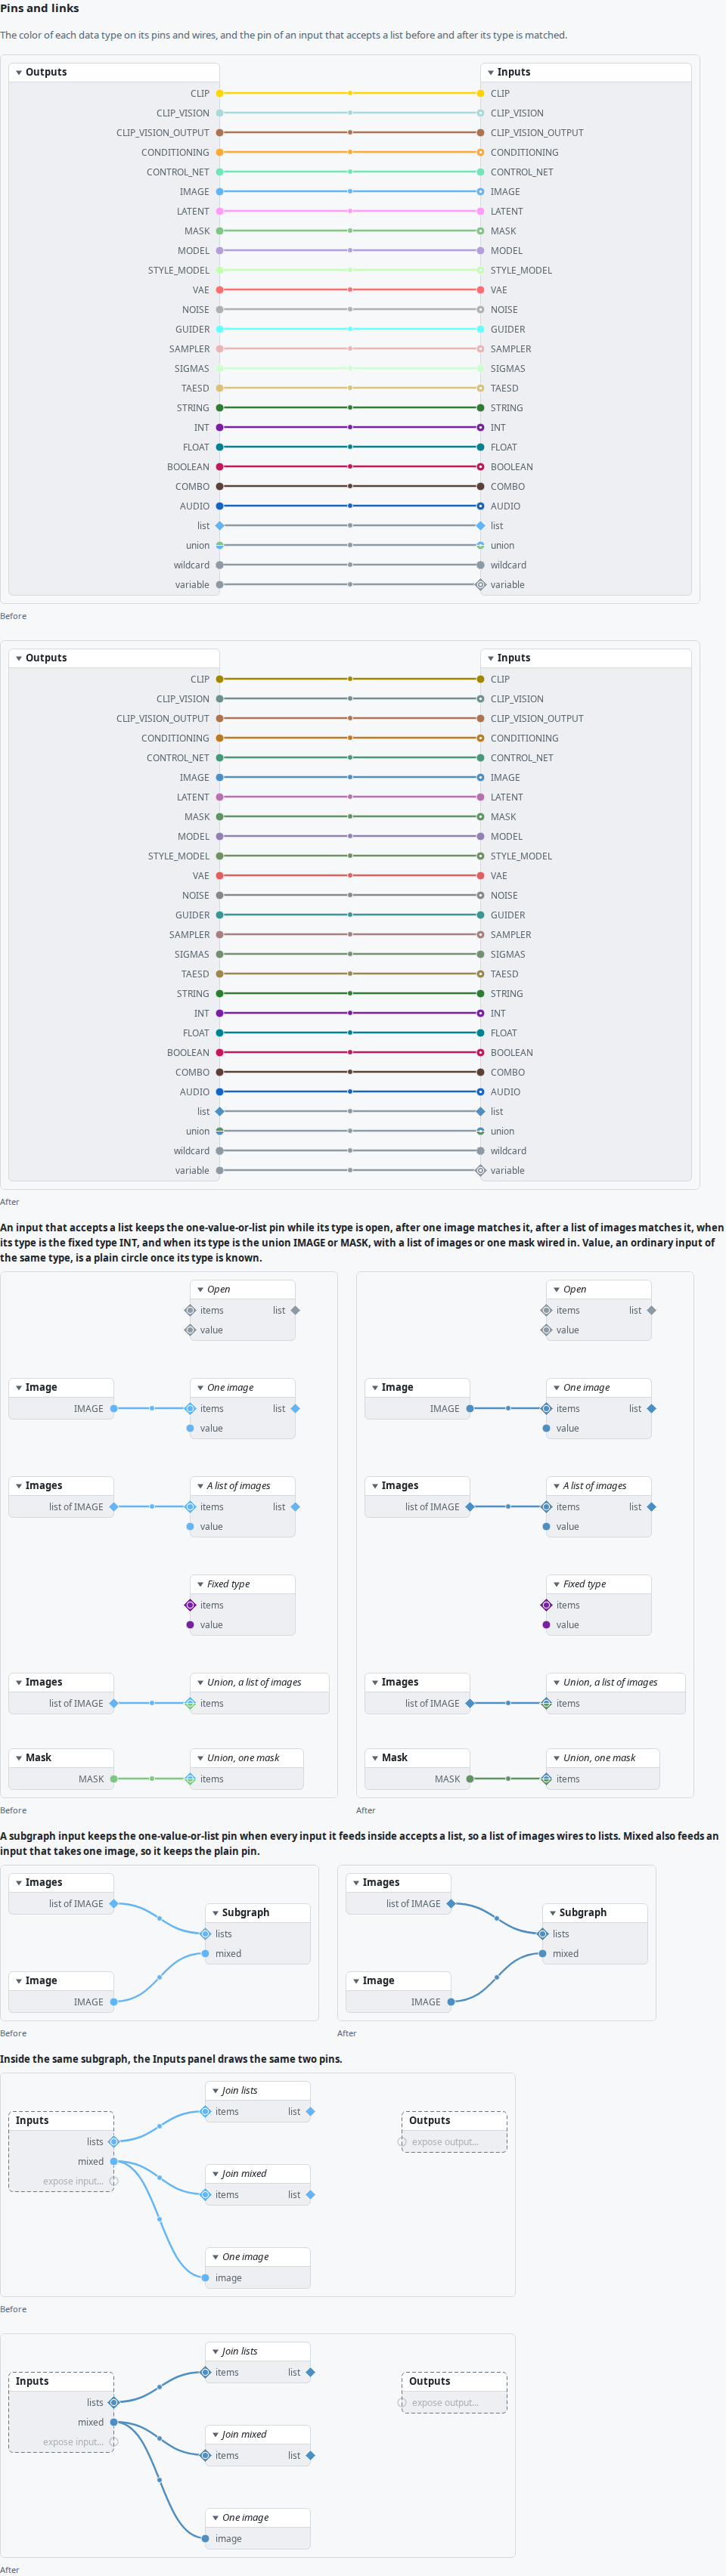 Pins and links
The color of each data type on its pins and wires, and the pin of an input that accepts a list before and after its type is matched.
Outputs
Inputs
CLIP CLIP
CLIP_VISION CLIP_VISION
CLIP_VISION_OUTPUT CLIP_VISION_OUTPUT
CONDITIONING CONDITIONING
CONTROL_NET CONTROL_NET
IMAGE IMAGE
LATENT LATENT
MASK MASK
MODEL MODEL
STYLE_MODEL STYLE_MODEL
VAE VAE
NOISE NOISE
GUIDER GUIDER
SAMPLER SAMPLER
SIGMAS SIGMAS
TAESD TAESD
STRING STRING
INT INT
FLOAT FLOAT
BOOLEAN BOOLEAN
COMBO COMBO
AUDIO AUDIO
list list
union union
wildcard wildcard
variable variable
Before
Outputs
Inputs
CLIP CLIP
CLIP_VISION CLIP_VISION
CLIP_VISION_OUTPUT CLIP_VISION_OUTPUT
CONDITIONING CONDITIONING
CONTROL_NET CONTROL_NET
IMAGE IMAGE
LATENT LATENT
MASK MASK
MODEL MODEL
STYLE_MODEL STYLE_MODEL
VAE VAE
NOISE NOISE
GUIDER GUIDER
SAMPLER SAMPLER
SIGMAS SIGMAS
TAESD TAESD
STRING STRING
INT INT
FLOAT FLOAT
BOOLEAN BOOLEAN
COMBO COMBO
AUDIO AUDIO
list list
union union
wildcard wildcard
variable variable
After
An input that accepts a list keeps the one-value-or-list pin while its type is open, after one image matches it, after a list of images matches it, when
its type is the fixed type INT, and when its type is the union IMAGE or MASK, with a list of images or one mask wired in. Value, an ordinary input of
the same type, is a plain circle once its type is known.
Open
items list
value
Image
One image
IMAGE items list
value
Images
A list of images
list of IMAGE items list
value
Fixed type
items
value
Images
Union, a list of images
list of IMAGE items
Mask
Union, one mask
MASK items
Before
Open
items list
value
Image
One image
IMAGE items list
value
Images
A list of images
list of IMAGE items list
value
Fixed type
items
value
Images
Union, a list of images
list of IMAGE items
Mask
Union, one mask
MASK items
After
A subgraph input keeps the one-value-or-list pin when every input it feeds inside accepts a list, so a list of images wires to lists. Mixed also feeds an
input that takes one image, so it keeps the plain pin.
Images
list of IMAGE
Subgraph
lists
mixed
Image
IMAGE
Before
Images
list of IMAGE
Subgraph
lists
mixed
Image
IMAGE
After
Inside the same subgraph, the Inputs panel draws the same two pins.
Inputs
lists
mixed
expose input...
Join lists
items list
Join mixed
items list
One image
image
Outputs
expose output...
Before
Inputs
lists
mixed
expose input...
Join lists
items list
Join mixed
items list
One image
image
Outputs
expose output...
After